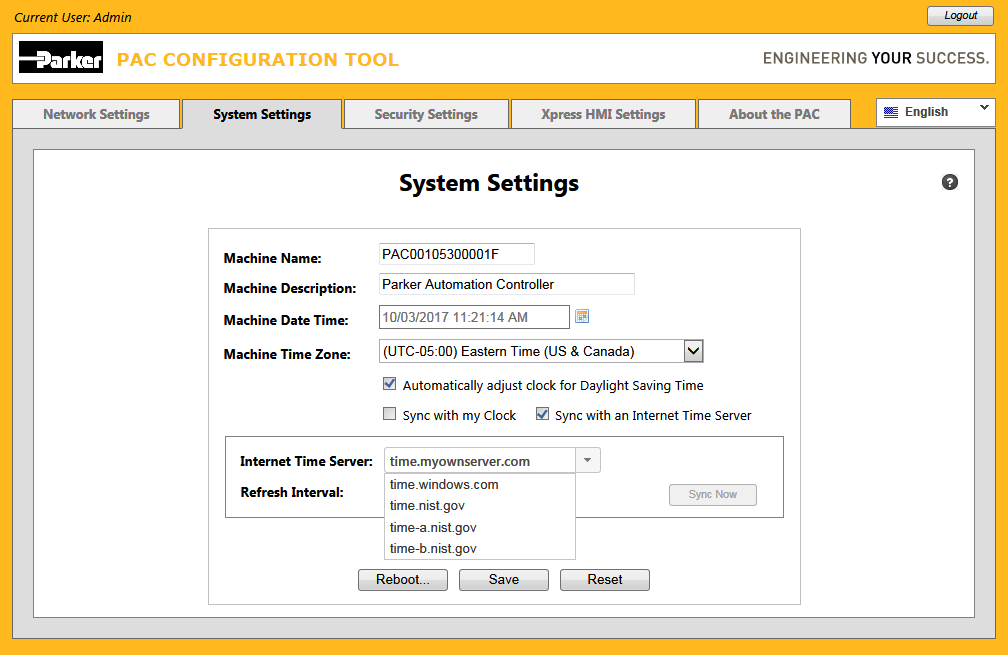 Current User: Admin
Logout
Parker PAC CONFIGURATION TOOL ENGINEERING YOUR SUCCESS.
Network Settings System Settings Security Settings Xpress HMI Settings About the PAC English
System Settings ?
Machine Name: PAC00105300001F
Machine Description: Parker Automation Controller
Machine Date Time: 10/03/2017 11:21:14 AM
Machine Time Zone: (UTC-05:00) Eastern Time (US & Canada)
Automatically adjust clock for Daylight Saving Time
Sync with my Clock Sync with an Internet Time Server
Internet Time Server: time.myownserver.com
time.windows.com
Refresh Interval: Sync Now
time.nist.gov
time-a.nist.gov
time-b.nist.gov
Reboot... Save Reset